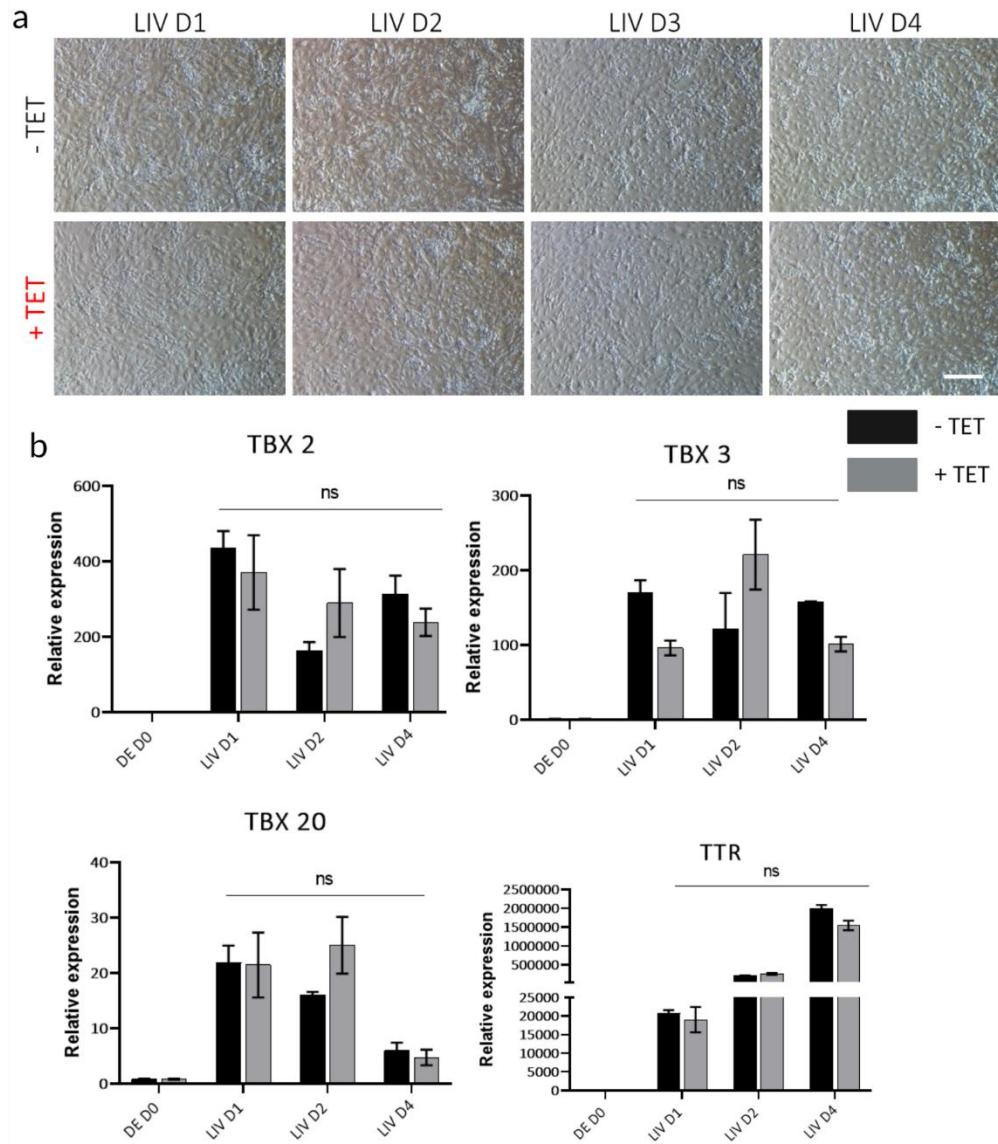 a
LIV D1 LIV D2 LIV D3 LIV D4
- TET
+ TET
b
- TET
+ TET
TBX 2
ns
Relative expression
600
400
200
0
DE D0 LIV D1 LIV D2 LIV D4
TBX 3
ns
Relative expression
300
200
100
0
DE D0 LIV D1 LIV D2 LIV D4
TBX 20
ns
Relative expression
40
30
20
10
0
DE D0 LIV D1 LIV D2 LIV D4
TTR
ns
Relative expression
2500000
2000000
1500000
1000000
500000
25000
20000
15000
10000
5000
0
DE D0 LIV D1 LIV D2 LIV D4